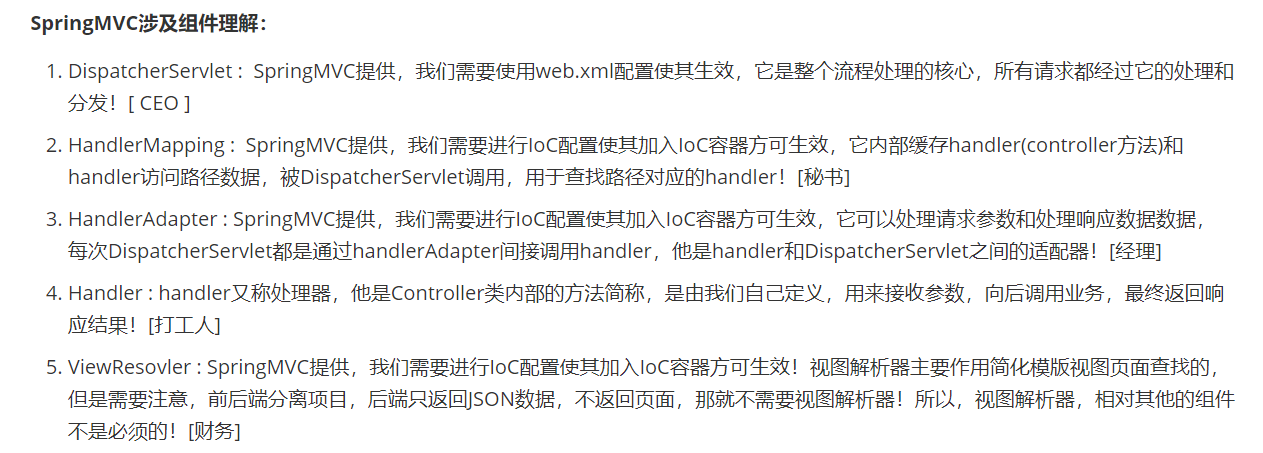 SpringMVC涉及组件理解：
1. DispatcherServlet : SpringMVC提供，我们需要使用web.xml配置使其生效，它是整个流程处理的核心，所有请求都经过它的处理和
分发！[ CEO ]
2. HandlerMapping : SpringMVC提供，我们需要进行IoC配置使其加入IoC容器方可生效，它内部缓存handler(controller方法)和
handler访问路径数据，被DispatcherServlet调用，用于查找路径对应的handler！[秘书]
3. HandlerAdapter : SpringMVC提供，我们需要进行IoC配置使其加入IoC容器方可生效，它可以处理请求参数和处理响应数据数据，
每次DispatcherServlet都是通过handlerAdapter间接调用handler，他是handler和DispatcherServlet之间的适配器！[经理]
4. Handler : handler又称处理器，他是Controller类内部的方法简称，是由我们自己定义，用来接收参数，向后调用业务，最终返回响
应结果！[打工人]
5. ViewResovler : SpringMVC提供，我们需要进行IoC配置使其加入IoC容器方可生效！视图解析器主要作用简化模版视图页面查找的，
但是需要注意，前后端分离项目，后端只返回JSON数据，不返回页面，那就不需要视图解析器！所以，视图解析器，相对其他的组件
不是必须的！[财务]